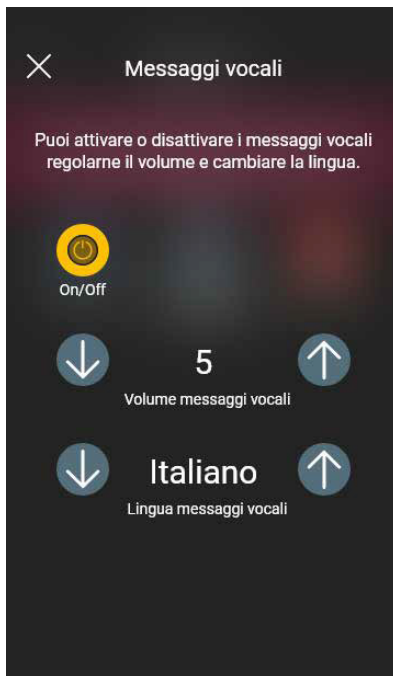 Messaggi vocali
Puoi attivare o disattivare i messaggi vocali
regolarne il volume e cambiare la lingua.
On/Off
5
Volume messaggi vocali
Italiano
Lingua messaggi vocali